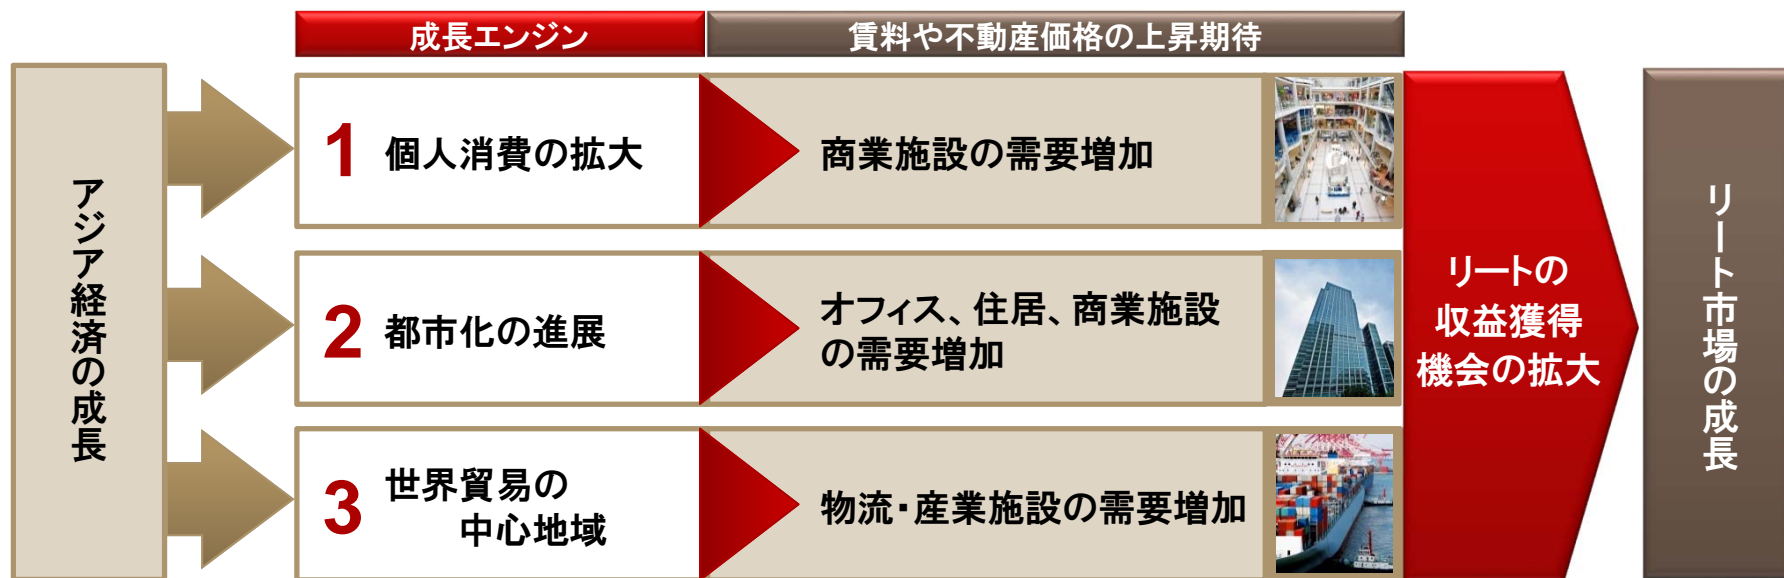 成長エンジン
賃料や不動産価格の上昇期待
アジア経済の成長
1 個人消費の拡大
商業施設の需要増加
2 都市化の進展
オフィス、住居、商業施設
の需要増加
3 世界貿易の
中心地域
物流・産業施設の需要増加
リートの
収益獲得
機会の拡大
リート市場の成長